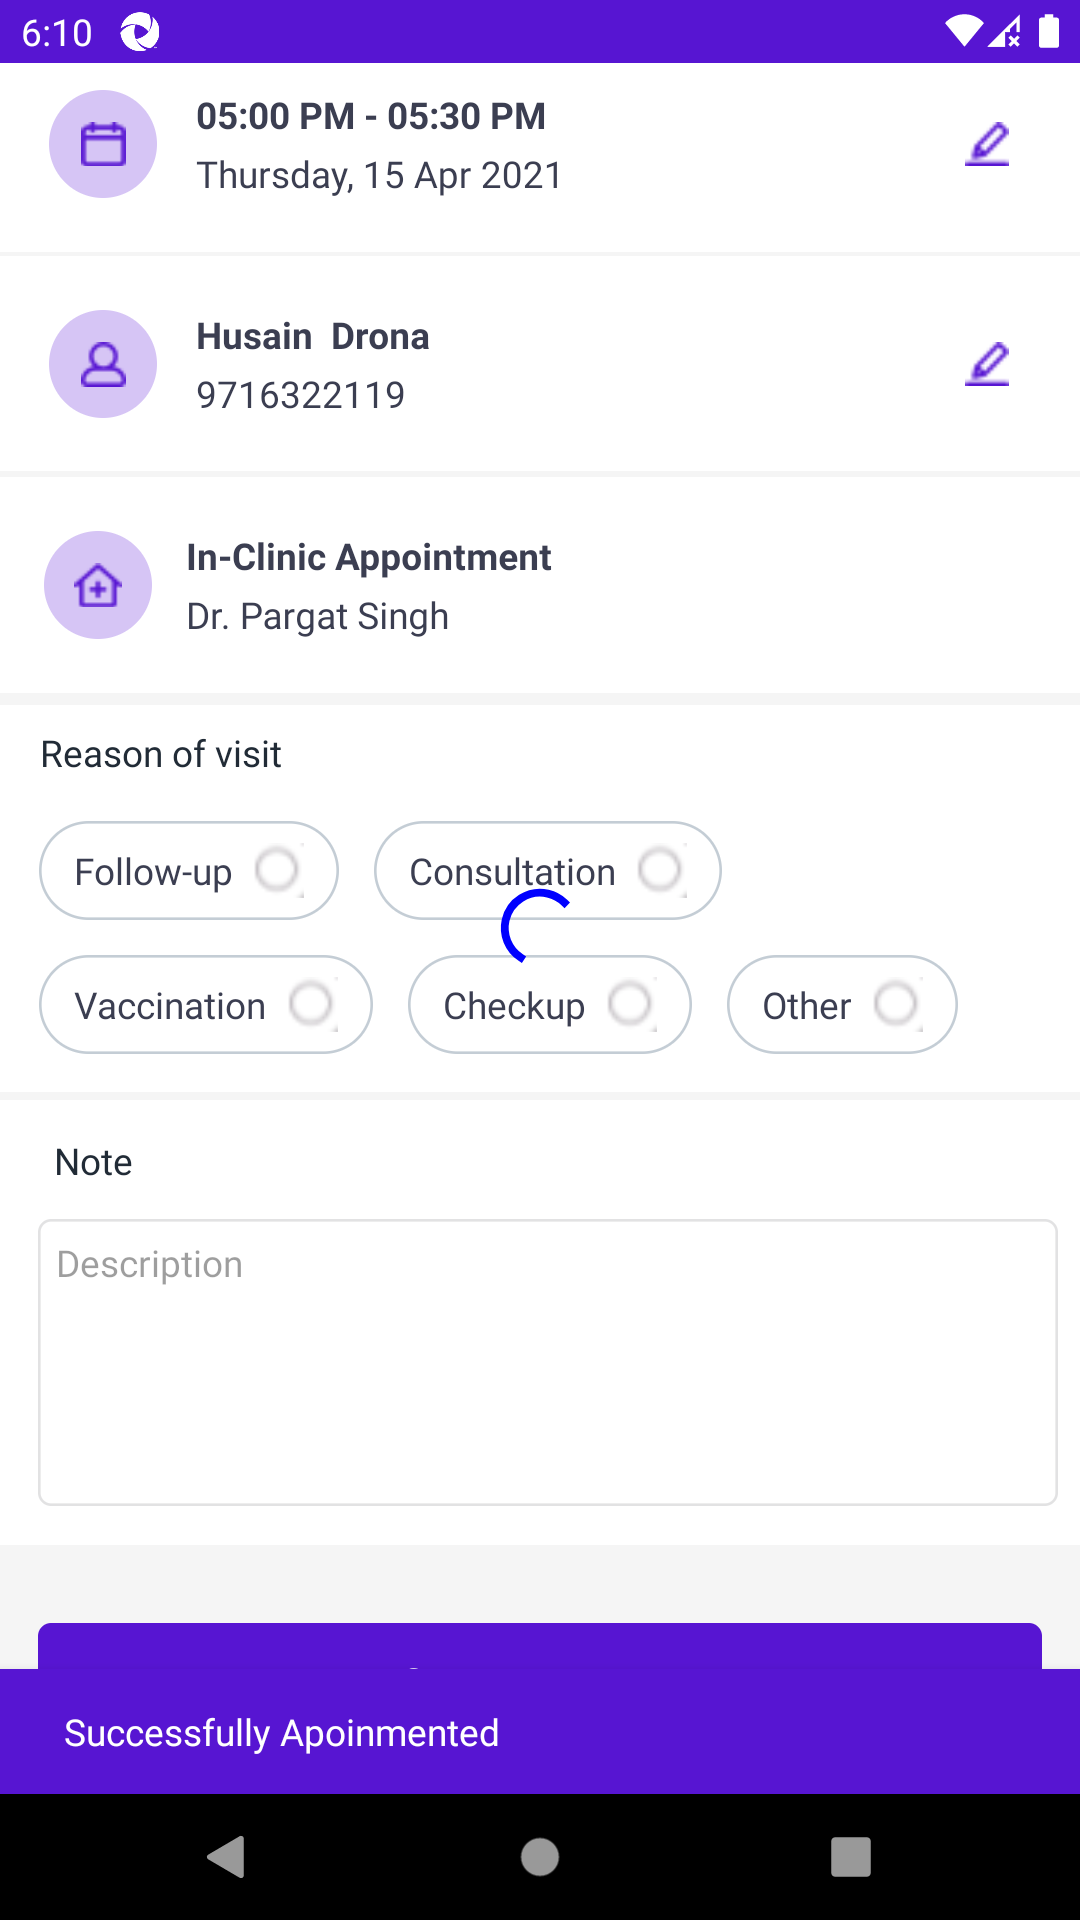 6:10
05:00 PM - 05:30 PM
Thursday, 15 Apr 2021
Husain  Drona
9716322119
In-Clinic Appointment
Dr. Pargat Singh
Reason of visit
Follow-up
Consultation
Vaccination
Checkup
Other
Note
Description
Successfully Apoinmented